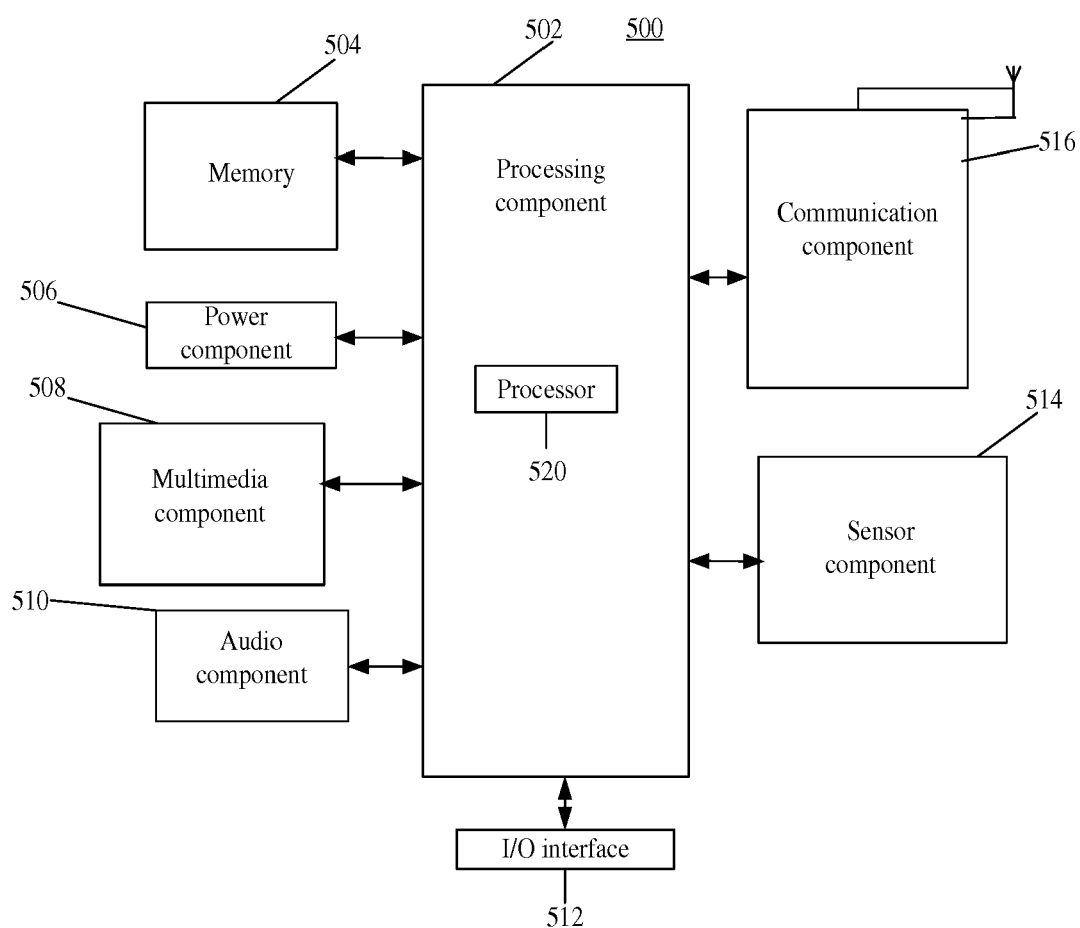 500
502
504
Memory
Processing
component
516
Communication
component
506
Power
component
508
Processor
520
514
Multimedia
component
Sensor
component
510
Audio
component
I/O interface
512